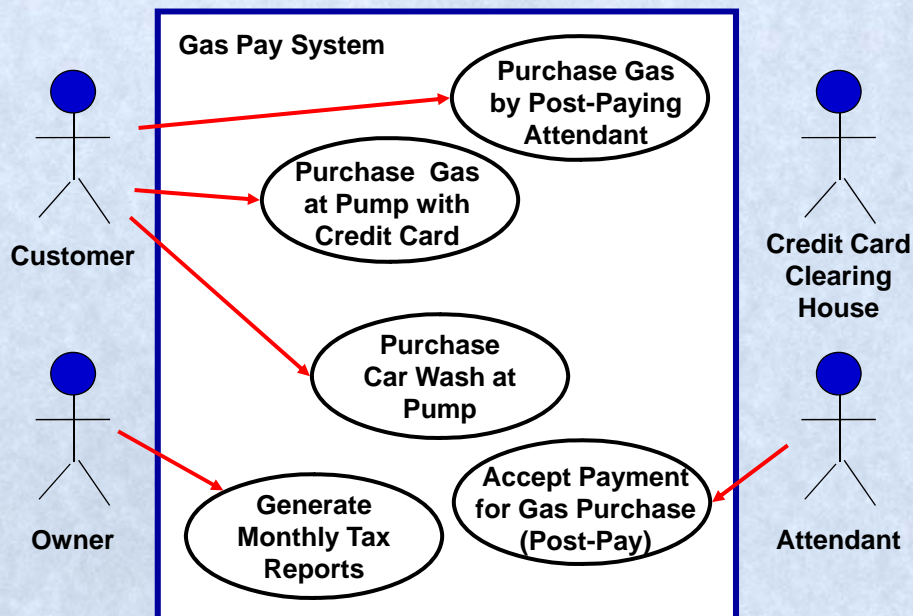 Gas Pay System
Purchase Gas
by Post-Paying
Attendant
Purchase Gas
at Pump with
Credit Card
Customer
Credit Card
Clearing
House
Purchase
Car Wash at
Pump
Owner
Generate
Monthly Tax
Reports
Accept Payment
for Gas Purchase
(Post-Pay)
Attendant